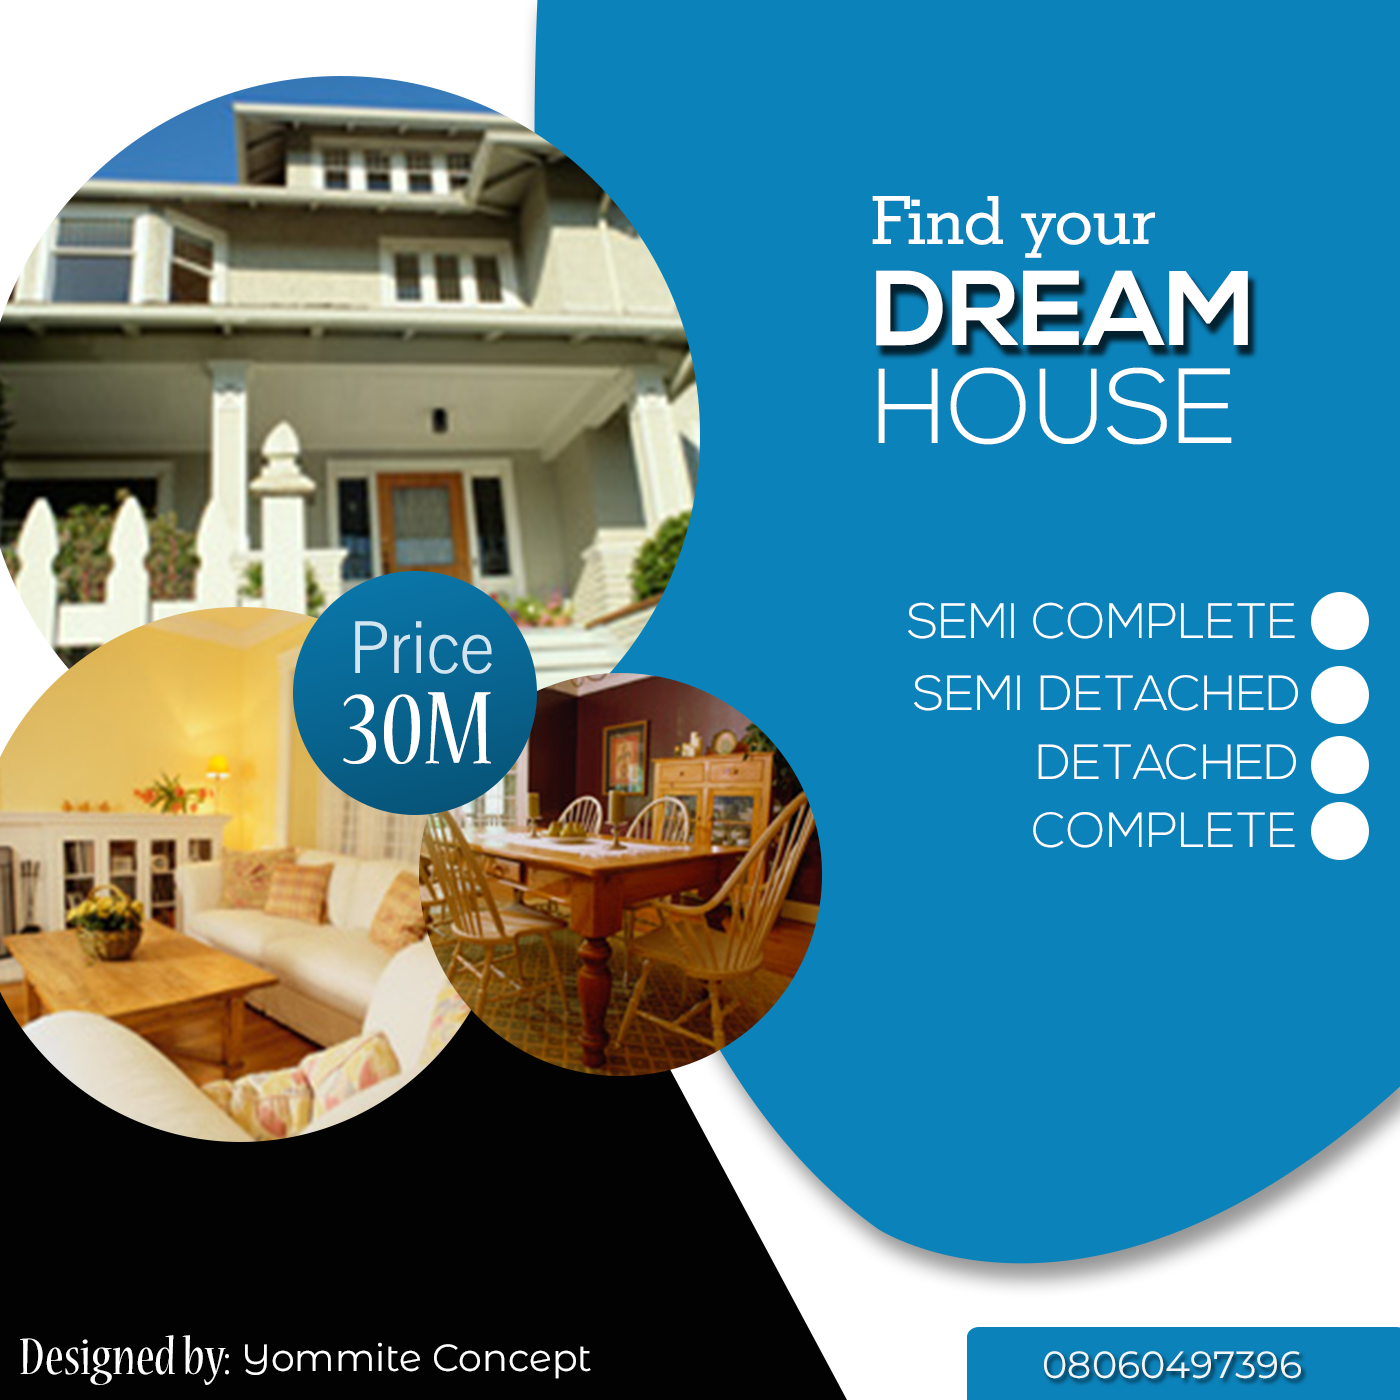 Find your
DREAM
HOUSE
SEMI COMPLETE
SEMI DETACHED
DETACHED
COMPLETE
Price
30M
Designed by: Yommite Concept
08060497396